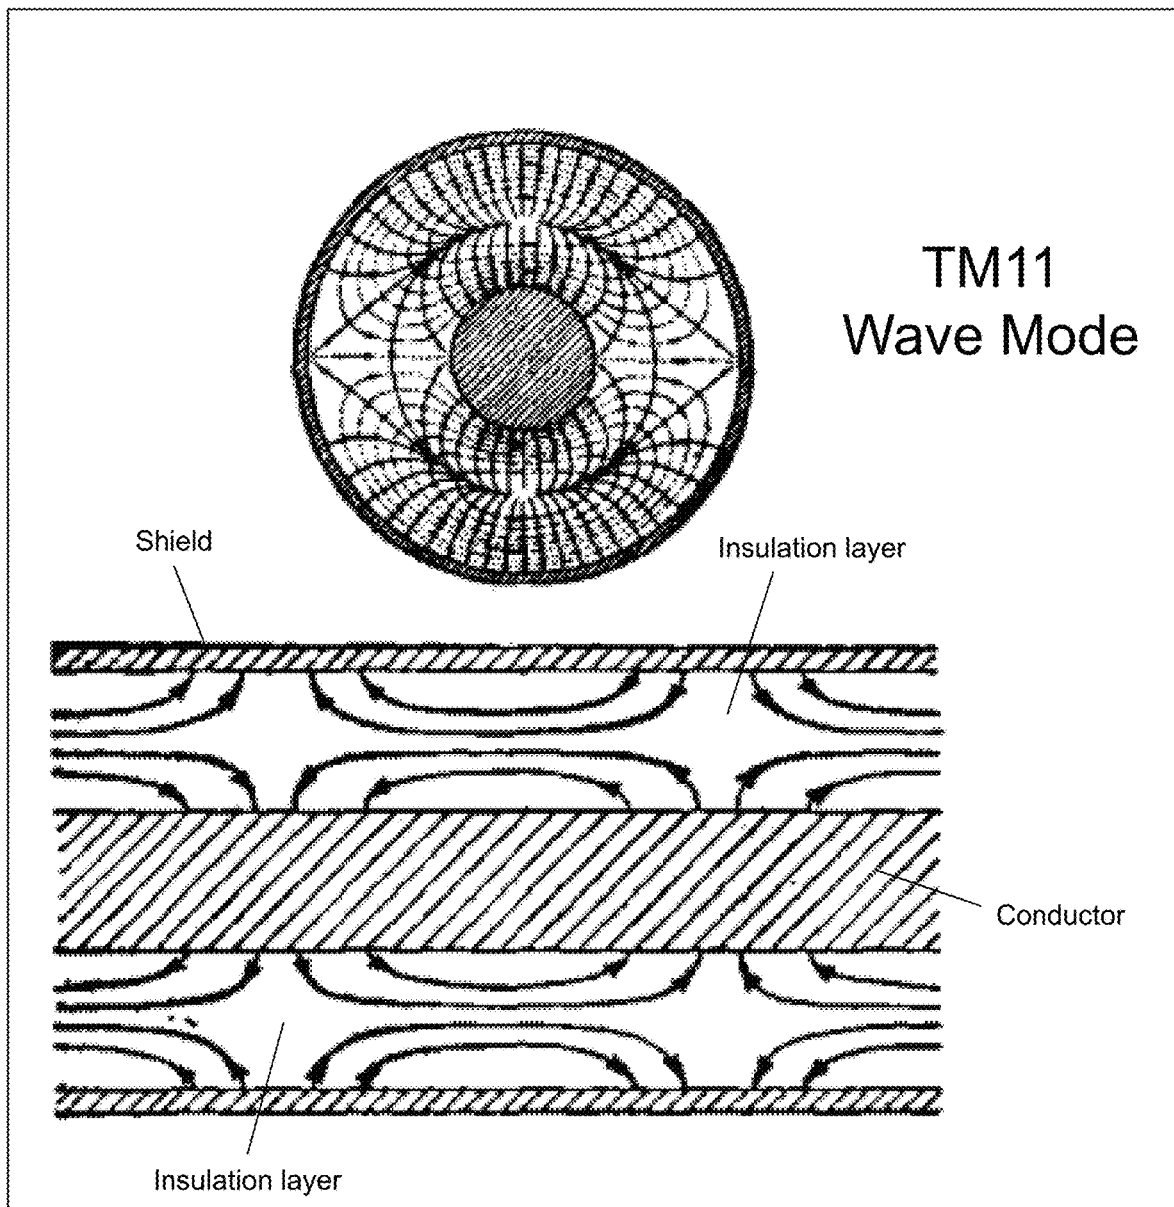 TM11
Wave Mode
Shield
Insulation layer
Conductor
Insulation layer